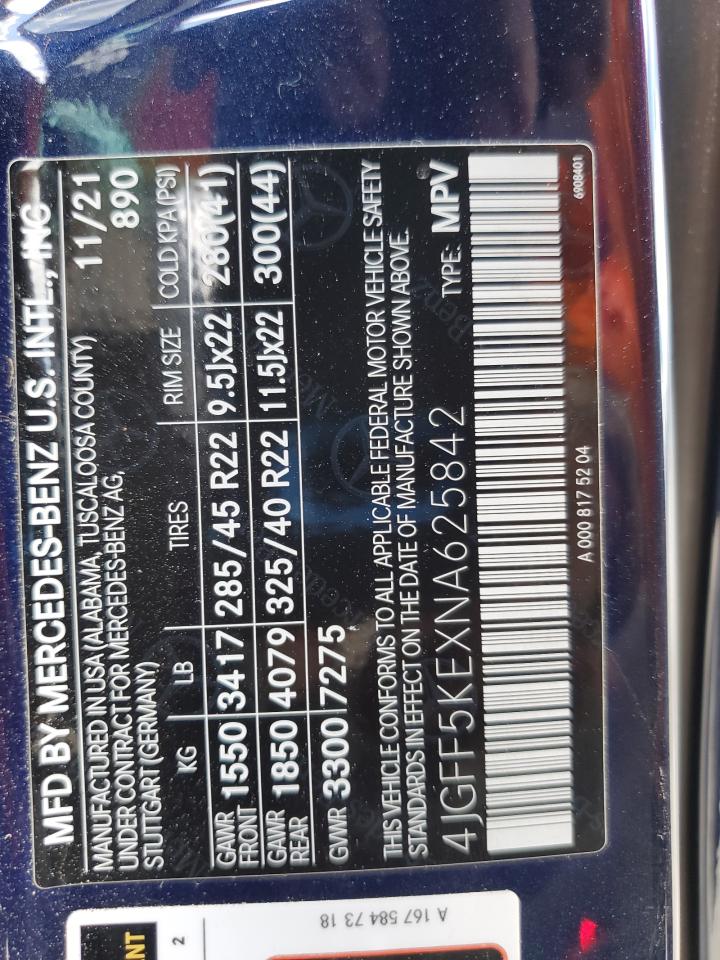 MFD BY MERCEDES-BENZ U.S. INTL., INC
MANUFACTURED IN USA (ALABAMA, TUSCALOOSA COUNTY) 11/21
UNDER CONTRACT FOR MERCEDES-BENZ AG, 890
STUTTGART (GERMANY)
KG LB TIRES RIM SIZE COLD KPA (PSI)
GAWR FRONT 1550 3417 285/45 R22 9.5Jx22 280(41)
GAWR REAR 1850 4079 325/40 R22 11.5Jx22 300(44)
GVWR 3300 7275
THIS VEHICLE CONFORMS TO ALL APPLICABLE FEDERAL MOTOR VEHICLE SAFETY
STANDARDS IN EFFECT ON THE DATE OF MANUFACTURE SHOWN ABOVE.
4JGFF5KEXNA625842 TYPE: MPV
A 000 817 52 04
6908401
A 167 584 73 18
2